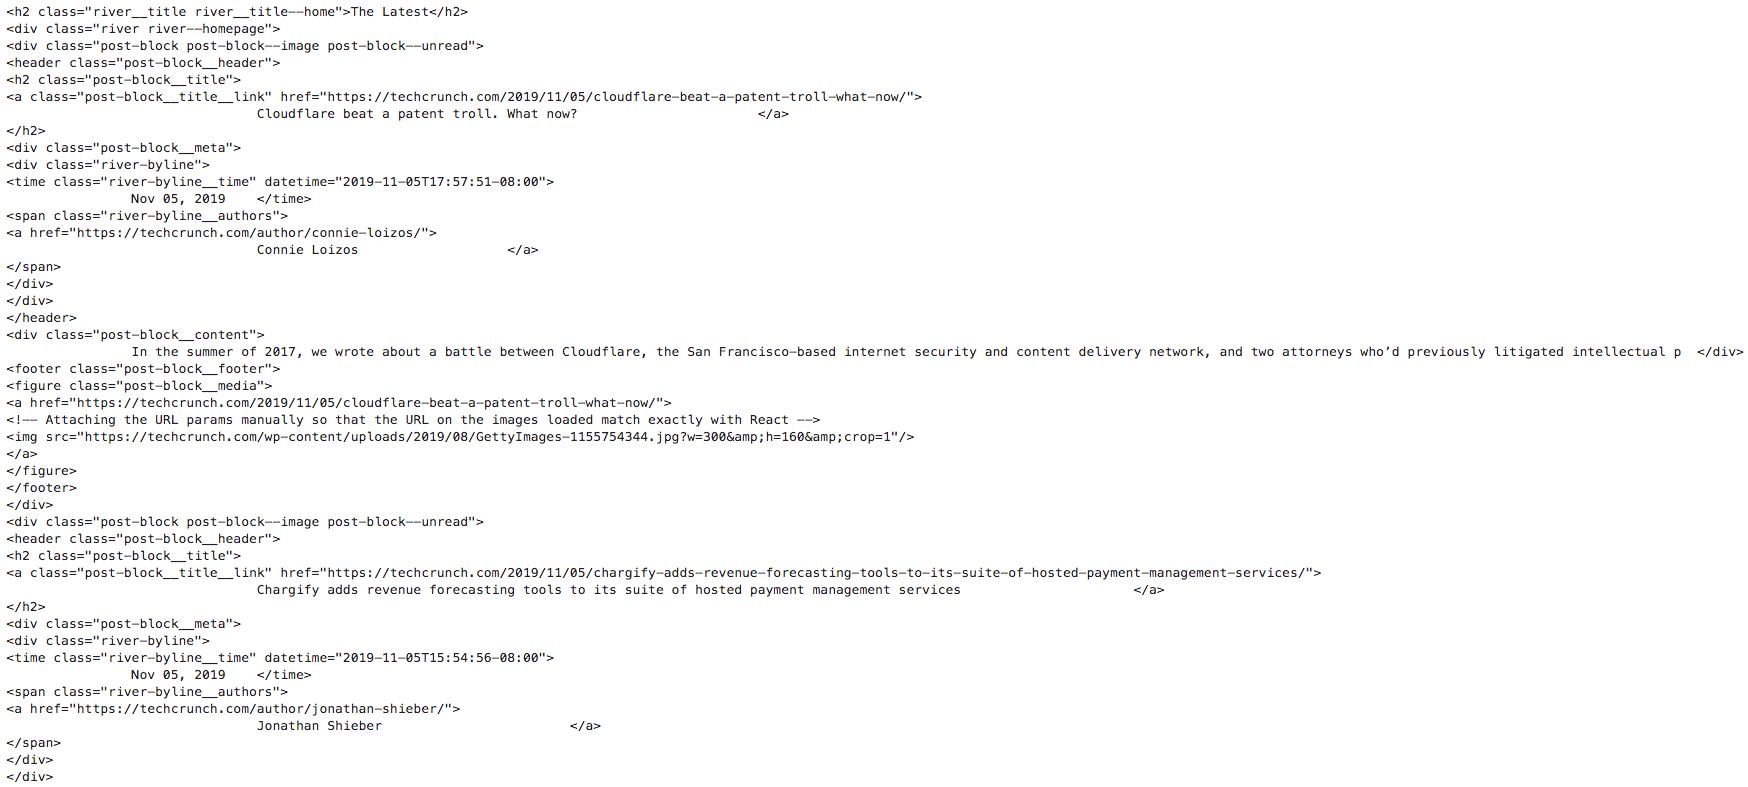 <h2 class="river__title river__title--home">The Latest</h2>
<div class="river river--homepage">
<div class="post-block post-block--image post-block--unread">
<header class="post-block__header">
<h2 class="post-block__title">
<a class="post-block__title__link" href="https://techcrunch.com/2019/11/05/cloudflare-beat-a-patent-troll-what-now/">
Cloudflare beat a patent troll. What now? </a>
</h2>
<div class="post-block__meta">
<div class="river-byline">
<time class="river-byline__time" datetime="2019-11-05T17:57:51-08:00">
Nov 05, 2019 </time>
<span class="river-byline__authors">
<a href="https://techcrunch.com/author/connie-loizos/">
Connie Loizos </a>
</span>
</div>
</div>
</header>
<div class="post-block__content">
In the summer of 2017, we wrote about a battle between Cloudflare, the San Francisco-based internet security and content delivery network, and two attorneys who’d previously litigated intellectual p </div>
<footer class="post-block__footer">
<figure class="post-block__media">
<a href="https://techcrunch.com/2019/11/05/cloudflare-beat-a-patent-troll-what-now/">
<!-- Attaching the URL params manually so that the URL on the images loaded match exactly with React -->
<img src="https://techcrunch.com/wp-content/uploads/2019/08/GettyImages-1155754344.jpg?w=300&amp;h=160&amp;crop=1"/>
</a>
</figure>
</footer>
</div>
<div class="post-block post-block--image post-block--unread">
<header class="post-block__header">
<h2 class="post-block__title">
<a class="post-block__title__link" href="https://techcrunch.com/2019/11/05/chargify-adds-revenue-forecasting-tools-to-its-suite-of-hosted-payment-management-services/">
Chargify adds revenue forecasting tools to its suite of hosted payment management services </a>
</h2>
<div class="post-block__meta">
<div class="river-byline">
<time class="river-byline__time" datetime="2019-11-05T15:54:56-08:00">
Nov 05, 2019 </time>
<span class="river-byline__authors">
<a href="https://techcrunch.com/author/jonathan-shieber/">
Jonathan Shieber </a>
</span>
</div>
</div>